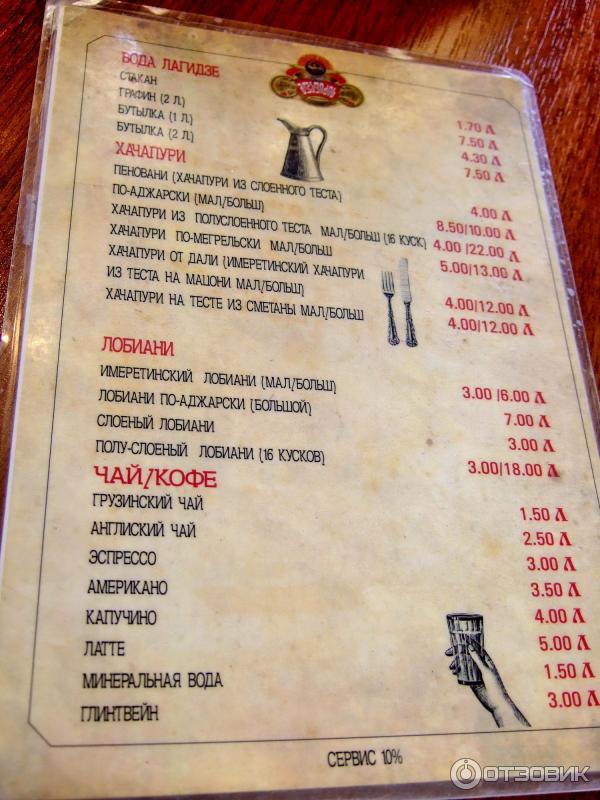 БОДА ЛАГИДЗЕ
СТАКАН 1.70 Л
ГРАФИН (2 Л.) 7.50 Л
БУТЫЛКА (1 Л.) 4.30 Л
БУТЫЛКА (2 Л.) 7.50 Л
ХАЧАПУРИ
ПЕНОВАНИ (ХАЧАПУРИ ИЗ СЛОЕННОГО ТЕСТА) 4.00 Л
ПО-АДЖАРСКИ (МАЛ/БОЛЬШ) 8.50/10.00 Л
ХАЧАПУРИ ИЗ ПОЛУСЛОЕННОГО ТЕСТА МАЛ/БОЛЬШ (16 КУСК) 4.00 /22.00 Л
ХАЧАПУРИ ПО-МЕГРЕЛЬСКИ МАЛ/БОЛЬШ 5.00/13.00 Л
ХАЧАПУРИ ОТ ДАЛИ (ИМЕРЕТИНСКИЙ ХАЧАПУРИ
ИЗ ТЕСТА НА МАЦОНИ МАЛ/БОЛЬШ) 4.00/12.00 Л
ХАЧАПУРИ НА ТЕСТЕ ИЗ СМЕТАНЫ МАЛ/БОЛЬШ 4.00/12.00 Л
ЛОБИАНИ
ИМЕРЕТИНСКИЙ ЛОБИАНИ (МАЛ/БОЛЬШ) 3.00 /6.00 Л
ЛОБИАНИ ПО-АДЖАРСКИ (БОЛЬШОЙ) 7.00 Л
СЛОЕНЫЙ ЛОБИАНИ 3.00 Л
ПОЛУ-СЛОЕНЫЙ ЛОБИАНИ (16 КУСКОВ) 3.00/18.00 Л
ЧАЙ/КОФЕ
ГРУЗИНСКИЙ ЧАЙ 1.50 Л
АНГЛИСКИЙ ЧАЙ 2.50 Л
ЭСПРЕССО 3.00 Л
АМЕРИКАНО 3.50 Л
КАПУЧИНО 4.00 Л
ЛАТТЕ 5.00 Л
МИНЕРАЛЬНАЯ ВОДА 1.50 Л
ГЛИНТВЕЙН 3.00 Л
СЕРВИС 10%
ОТЗОВИК